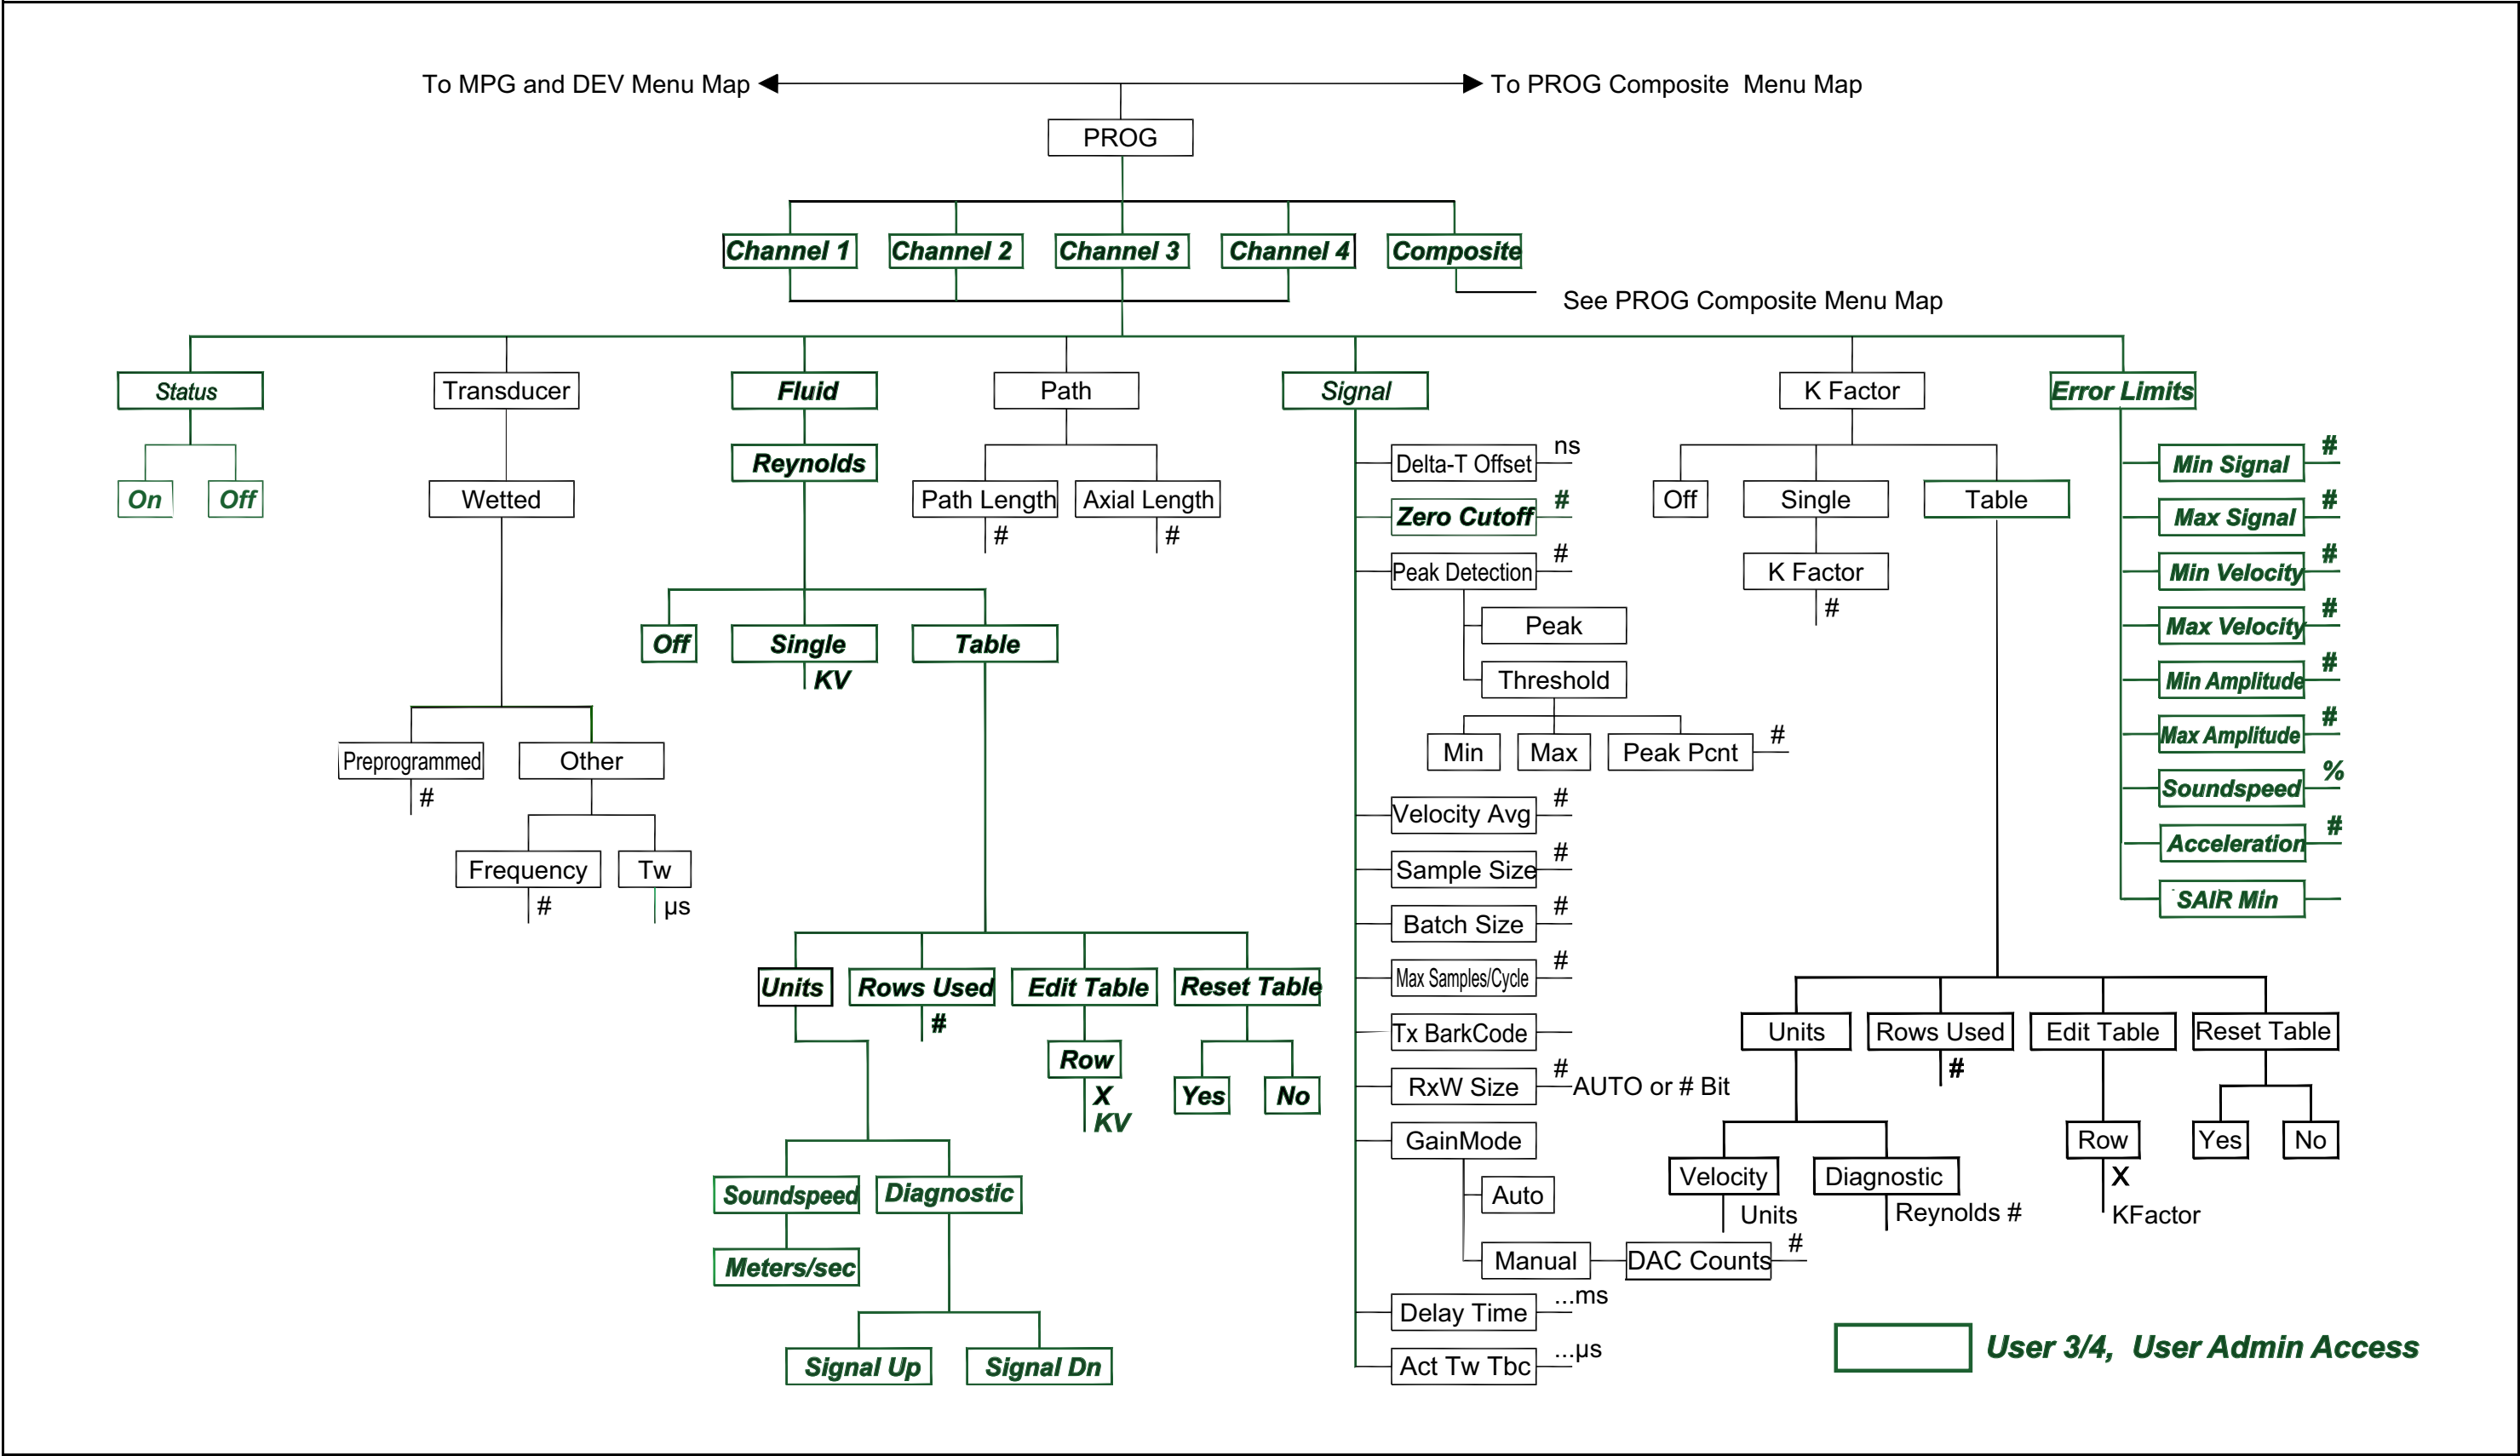 To MPG and DEV Menu Map
To PROG Composite  Menu Map
PROG
Channel 1
Channel 2
Channel 3
Channel 4
Composite
See PROG Composite Menu Map
Status
Transducer
Fluid
Path
Signal
K Factor
Error Limits
On
Off
Wetted
Preprogrammed
#
Other
Frequency
#
Tw
µs
Reynolds
Off
Single
KV
Table
Units
Rows Used
#
Edit Table
Reset Table
Row
X
KV
Yes
No
Soundspeed
Diagnostic
Meters/sec
Signal Up
Signal Dn
Path Length
#
Axial Length
#
Delta-T Offset
ns
Zero Cutoff
#
Peak Detection
#
Peak
Threshold
Min
Max
Peak Pcnt
#
Velocity Avg
#
Sample Size
#
Batch Size
#
Max Samples/Cycle
#
Tx BarkCode
RxW Size
#
AUTO or # Bit
GainMode
Auto
Manual
DAC Counts
#
Delay Time
...ms
Act Tw Tbc
...µs
Off
Single
Table
K Factor
#
Units
Rows Used
#
Edit Table
Reset Table
Velocity
Units
Diagnostic
Reynolds #
Row
X
KFactor
Yes
No
Min Signal
#
Max Signal
#
Min Velocity
#
Max Velocity
#
Min Amplitude
#
Max Amplitude
#
Soundspeed
%
Acceleration
#
SAIR Min
User 3/4,  User Admin Access